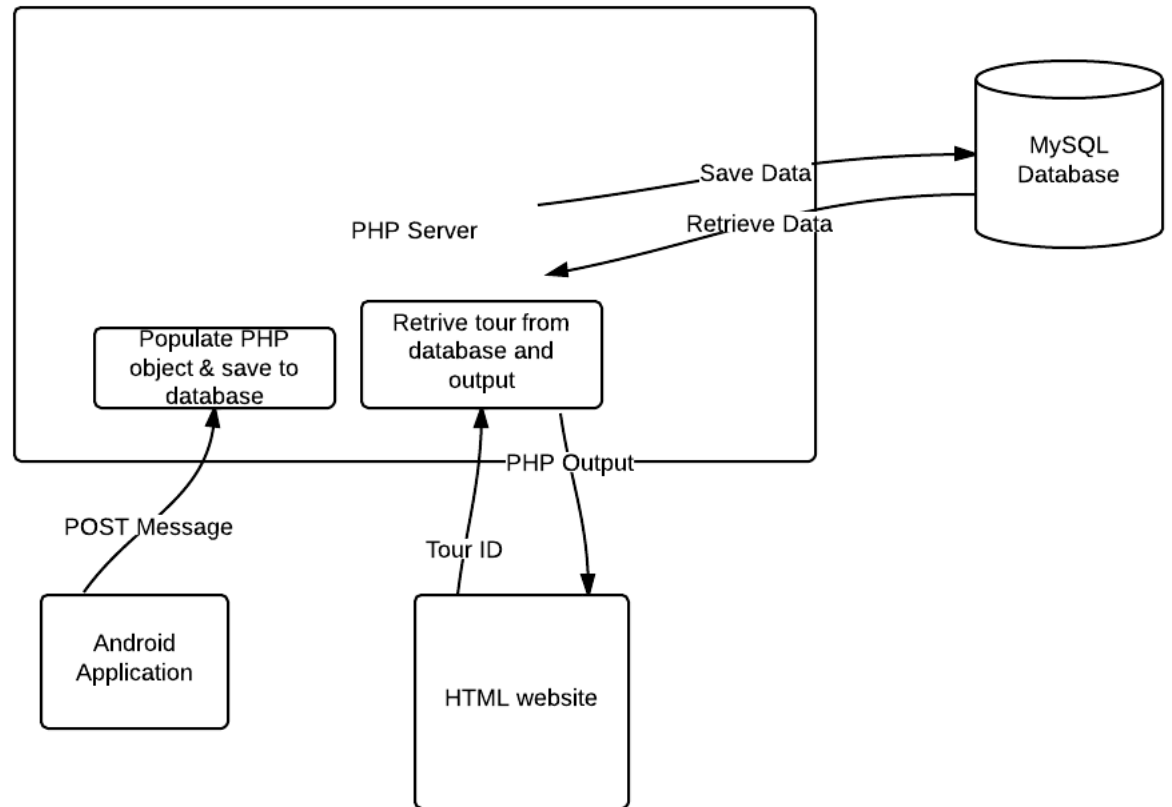 MySQL
Database
Save Data
Retrieve Data
PHP Server
Populate PHP
object & save to
database
Retrive tour from
database and
output
PHP Output
POST Message
Tour ID
Android
Application
HTML website